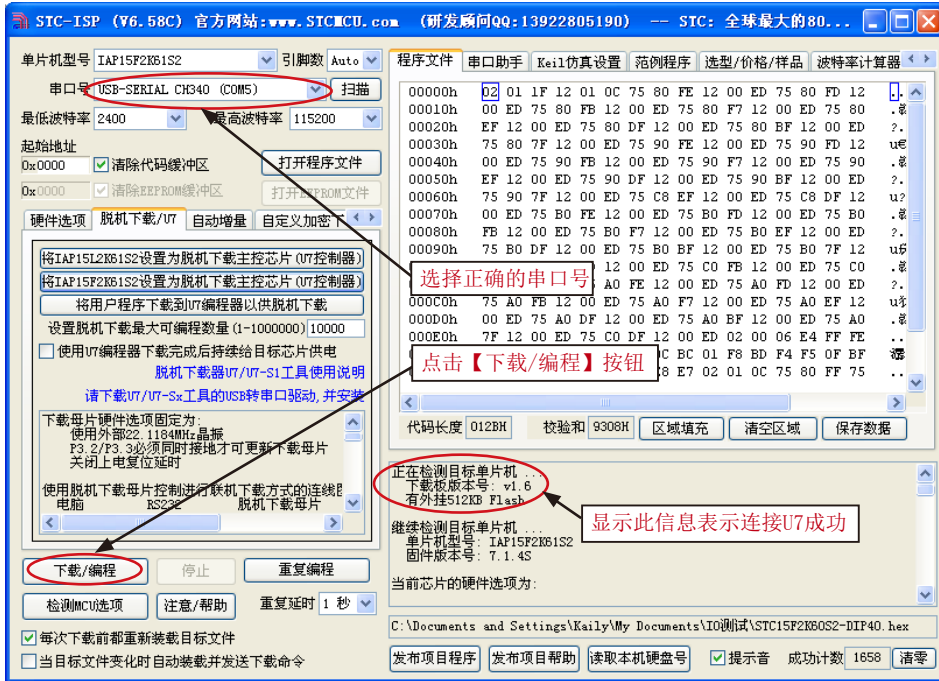 STC-ISP (V6.58C) 官方网站:www.STCMCU.com (研发顾问QQ:13922805190) -- STC: 全球最大的80...
单片机型号 IAP15F2K61S2 引脚数 Auto
串口号 USB-SERIAL CH340 (COM5) 扫描
最低波特率 2400 最高波特率 115200
起始地址
0x0000 清除代码缓冲区 打开程序文件
0x0000 清除EEPROM缓冲区 打开EEPROM文件
硬件选项 脱机下载/U7 自动增量 自定义加密下
将IAP15L2K61S2设置为脱机下载主控芯片(U7控制器)
将IAP15F2K61S2设置为脱机下载主控芯片(U7控制器)
将用户程序下载到U7编程器以供脱机下载
设置脱机下载最大可编程数量(1-1000000) 10000
使用U7编程器下载完成后持续给目标芯片供电
脱机下载器U7/U7-S1工具使用说明
请下载U7/U7-Sx工具的USB转串口驱动,并安装
下载母片硬件选项固定为:
使用外部22.1184MHz晶振
P3.2/P3.3必须同时接地才可更新下载母片
关闭上电复位延时
使用脱机下载母片控制进行联机下载方式的连线
电脑 RS232 脱机下载母片
下载/编程 停止 重复编程
检测MCU选项 注意/帮助 重复延时 1 秒
每次下载前都重新装载目标文件
当目标文件变化时自动装载并发送下载命令
程序文件 串口助手 Keil仿真设置 范例程序 选型/价格/样品 波特率计算器
00000h 02 01 1F 12 01 0C 75 80 FE 12 00 ED 75 80 FD 12 ..
00010h 00 ED 75 80 FB 12 00 ED 75 80 F7 12 00 ED 75 80
00020h EF 12 00 ED 75 80 DF 12 00 ED 75 80 BF 12 00 ED ?.
00030h 75 80 7F 12 00 ED 75 90 FE 12 00 ED 75 90 FD 12 u€
00040h 00 ED 75 90 FB 12 00 ED 75 90 F7 12 00 ED 75 90
00050h EF 12 00 ED 75 90 DF 12 00 ED 75 90 BF 12 00 ED ?.
00060h 75 90 7F 12 00 ED 75 C8 EF 12 00 ED 75 C8 DF 12 u?
00070h 00 ED 75 B0 FE 12 00 ED 75 B0 FD 12 00 ED 75 B0
00080h FB 12 00 ED 75 B0 F7 12 00 ED 75 B0 EF 12 00 ED ?.
00090h 75 B0 DF 12 00 ED 75 B0 BF 12 00 ED 75 B0 7F 12
12 00 ED 75 C0 FB 12 00 ED 75 C0
选择正确的串口号
A0 FE 12 00 ED 75 A0 FD 12 00 ED ?.
000C0h 75 A0 FB 12 00 ED 75 A0 F7 12 00 ED 75 A0 EF 12
000D0h 00 ED 75 A0 DF 12 00 ED 75 A0 BF 12 00 ED 75 A0
000E0h 7F 12 00 ED 75 C0 DF 12 00 ED 02 00 06 E4 FF FE ..
BC 01 F8 BD F4 F5 0F BF
点击【下载/编程】按钮
E7 02 01 0C 75 80 FF 75 ..
代码长度 012BH 校验和 9308H 区域填充 清空区域 保存数据
正在检测目标单片机 ...
下载板版本号: v1.6
有外挂512KB Flash
显示此信息表示连接U7成功
继续检测目标单片机 ...
单片机型号: IAP15F2K61S2
固件版本号: 7.1.4S
当前芯片的硬件选项为:
C:\Documents and Settings\Kaily\My Documents\IO测试\STC15F2K60S2-DIP40.hex
发布项目程序 发布项目帮助 读取本机硬盘号 提示音 成功计数 1658 清零